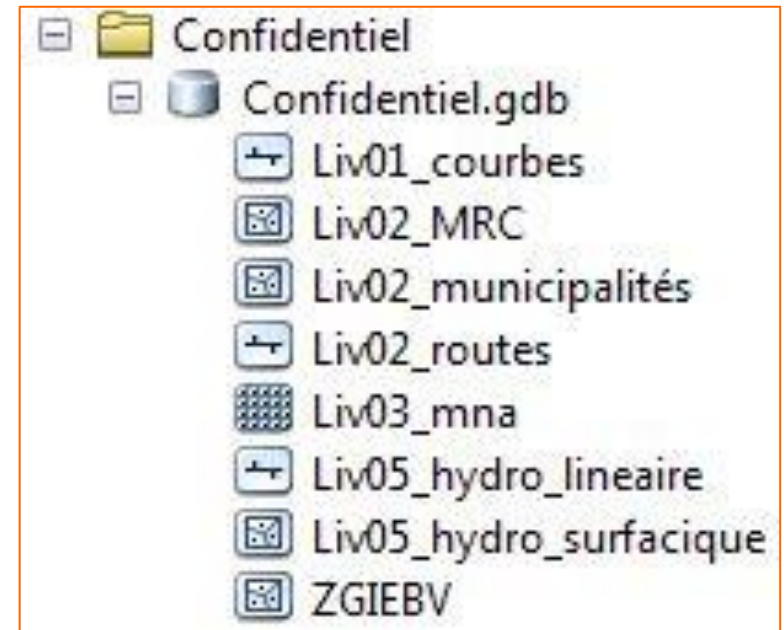 Confidentiel
Confidentiel.gdb
Liv01_courbes
Liv02_MRC
Liv02_municipalités
Liv02_routes
Liv03_mna
Liv05_hydro_lineaire
Liv05_hydro_surfacique
ZGIEBV